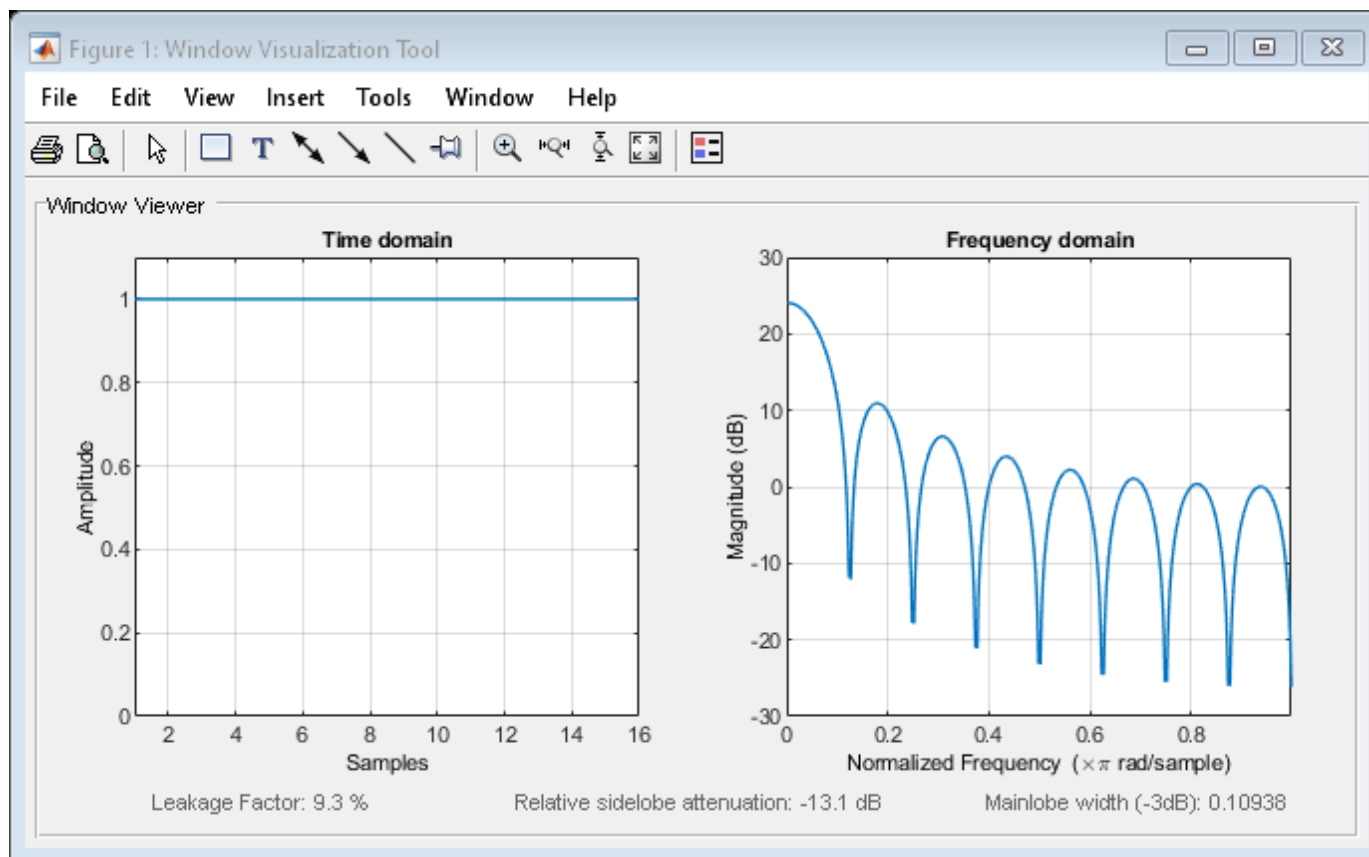 Figure 1: Window Visualization Tool
File Edit View Insert Tools Window Help
T
Window Viewer
Time domain
1
0.8
0.6
0.4
0.2
0
Amplitude
2 4 6 8 10 12 14 16
Samples
Frequency domain
30
20
10
0
-10
-20
-30
Magnitude (dB)
0 0.2 0.4 0.6 0.8
Normalized Frequency (×π rad/sample)
Leakage Factor: 9.3 % Relative sidelobe attenuation: -13.1 dB Mainlobe width (-3dB): 0.10938